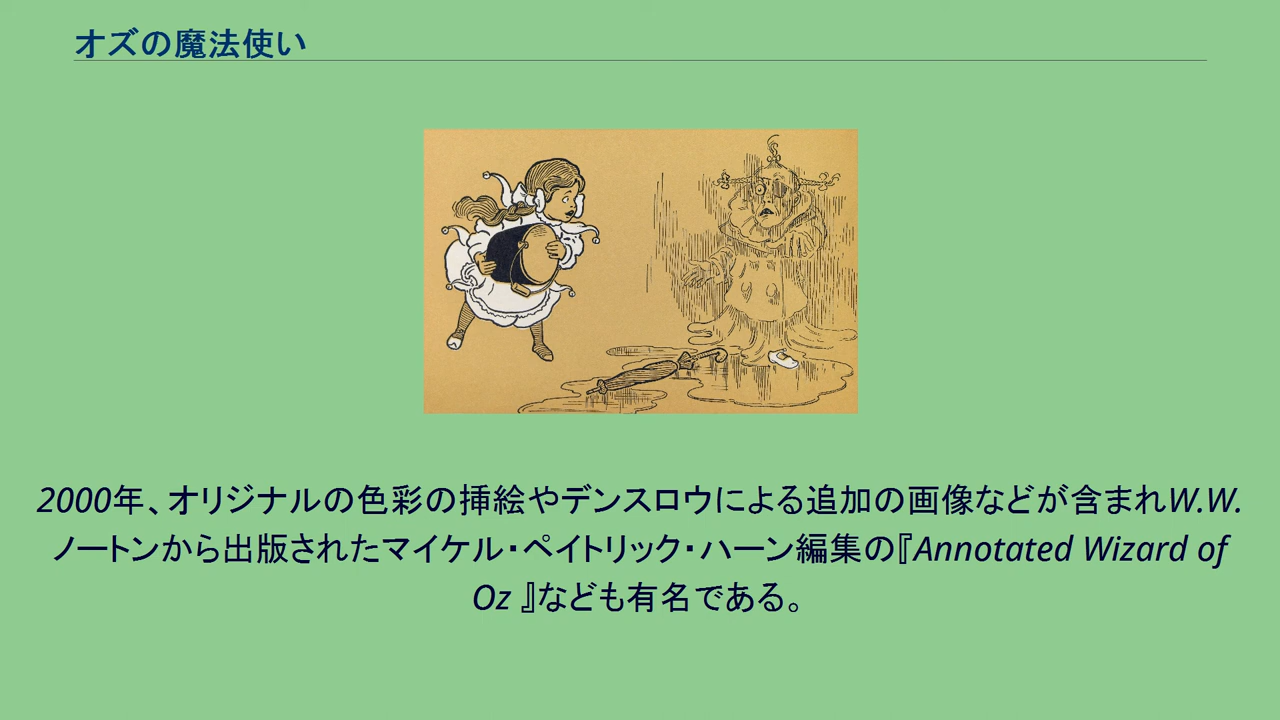 オズの魔法使い
2000年、オリジナルの色彩の挿絵やデンスロウによる追加の画像などが含まれW.W.
ノートンから出版されたマイケル・ペイトリック・ハーン編集の『Annotated Wizard of
Oz 』なども有名である。